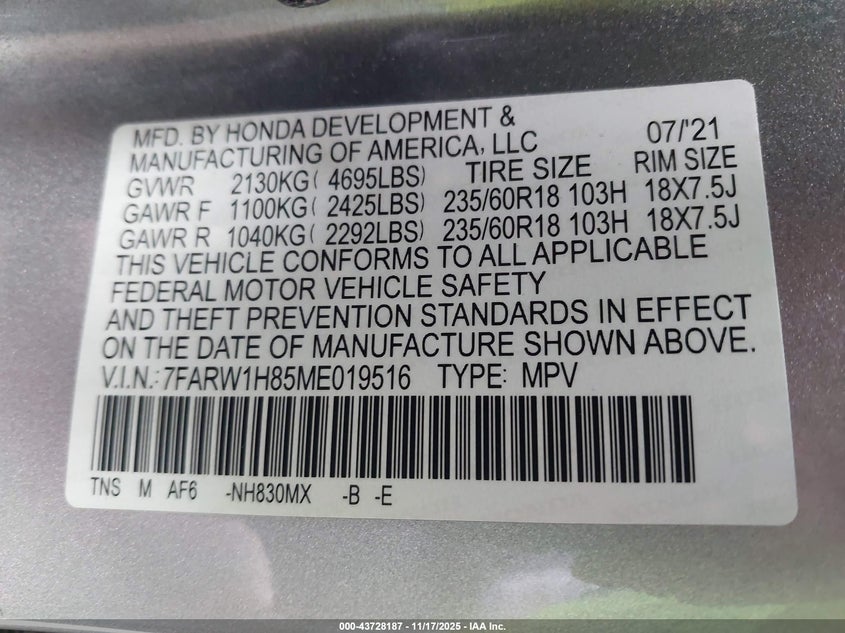 MFD. BY HONDA DEVELOPMENT & 07/'21
MANUFACTURING OF AMERICA, LLC
GVWR 2130KG( 4695LBS) TIRE SIZE RIM SIZE
GAWR F 1100KG( 2425LBS) 235/60R18 103H 18X7.5J
GAWR R 1040KG( 2292LBS) 235/60R18 103H 18X7.5J
THIS VEHICLE CONFORMS TO ALL APPLICABLE
FEDERAL MOTOR VEHICLE SAFETY
AND THEFT PREVENTION STANDARDS IN EFFECT
ON THE DATE OF MANUFACTURE SHOWN ABOVE.
V.I.N.: 7FARW1H85ME019516 TYPE: MPV
TNS M AF6 -NH830MX -B -E
000-43728187 - 11/17/2025 - IAA Inc.